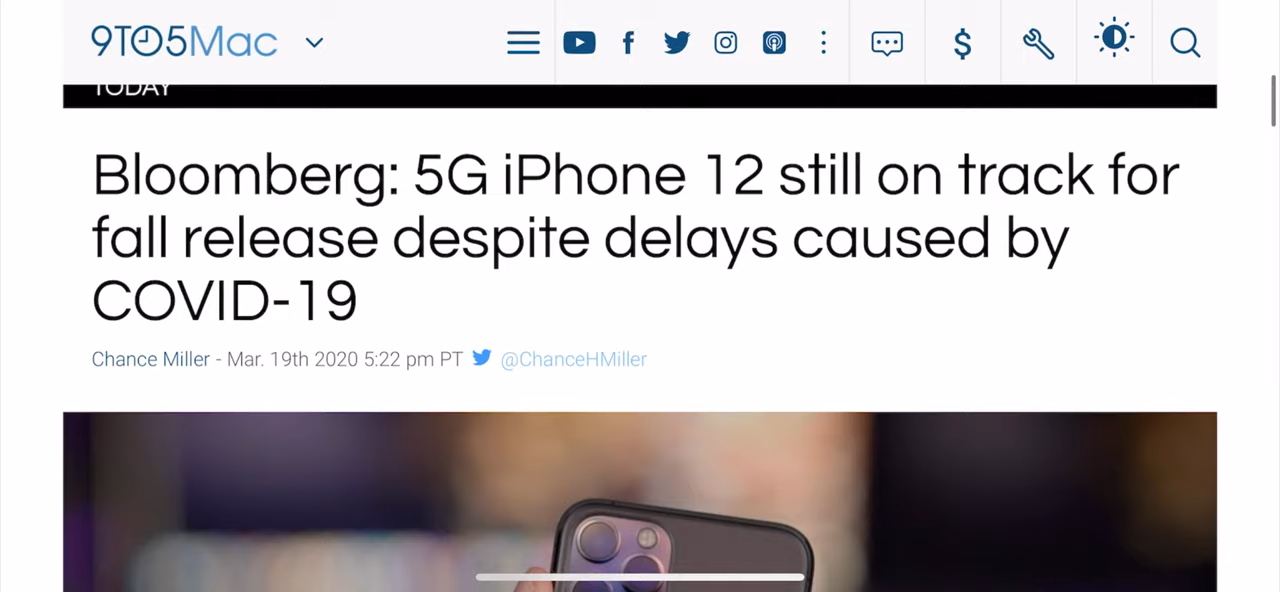 9TO5Mac
$
TODAY
Bloomberg: 5G iPhone 12 still on track for
fall release despite delays caused by
COVID-19
Chance Miller - Mar. 19th 2020 5:22 pm PT @ChanceHMiller